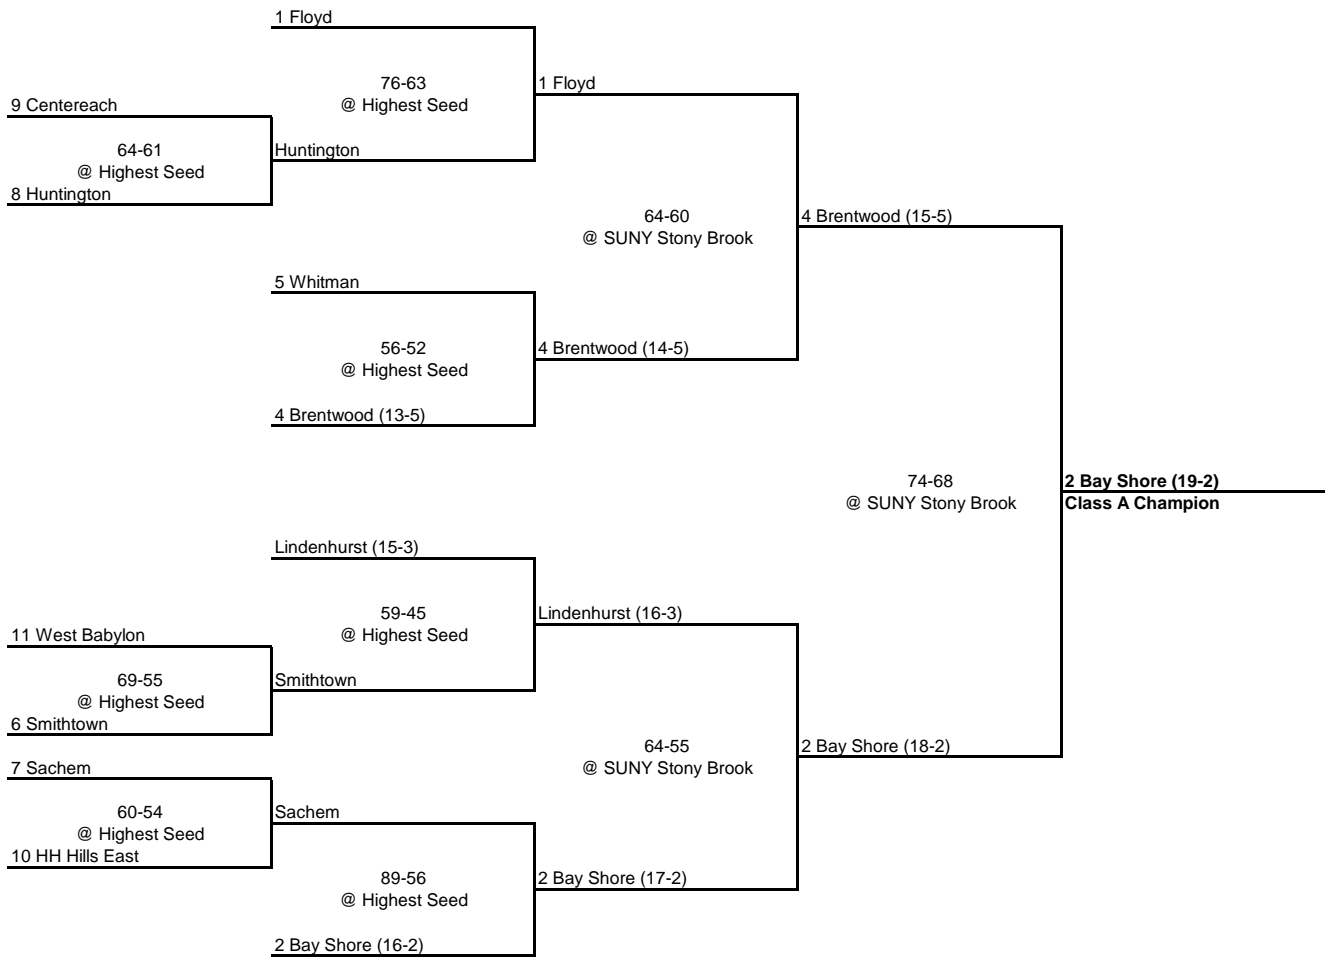 1 Floyd
76-63
@ Highest Seed
1 Floyd
9 Centereach
64-61
@ Highest Seed
Huntington
8 Huntington
64-60
@ SUNY Stony Brook
4 Brentwood (15-5)
5 Whitman
56-52
@ Highest Seed
4 Brentwood (14-5)
4 Brentwood (13-5)
74-68
@ SUNY Stony Brook
2 Bay Shore (19-2)
Class A Champion
Lindenhurst (15-3)
59-45
@ Highest Seed
Lindenhurst (16-3)
11 West Babylon
69-55
@ Highest Seed
Smithtown
6 Smithtown
64-55
@ SUNY Stony Brook
2 Bay Shore (18-2)
7 Sachem
60-54
@ Highest Seed
Sachem
10 HH Hills East
89-56
@ Highest Seed
2 Bay Shore (17-2)
2 Bay Shore (16-2)